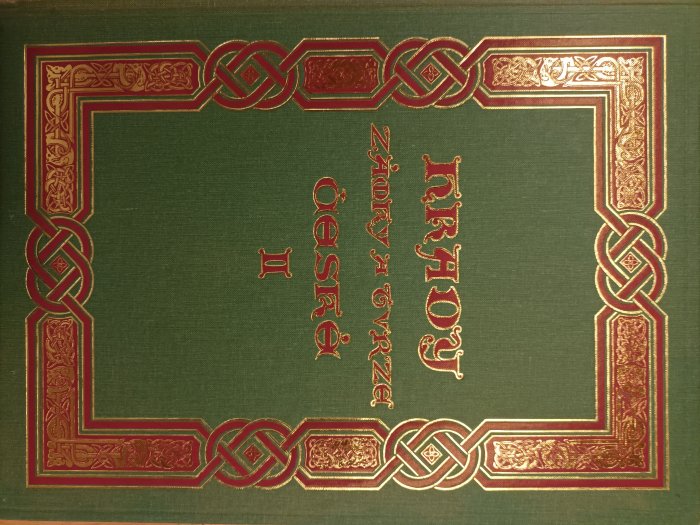 HRADY
ZÁMKY A TVRZE
ČESKÉ
II